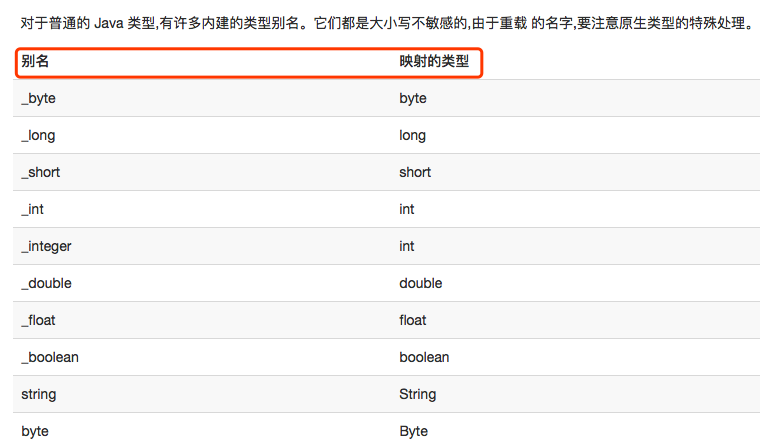 对于普通的 Java 类型,有许多内建的类型别名。它们都是大小写不敏感的,由于重载 的名字,要注意原生类型的特殊处理。
别名 映射的类型
_byte byte
_long long
_short short
_int int
_integer int
_double double
_float float
_boolean boolean
string String
byte Byte